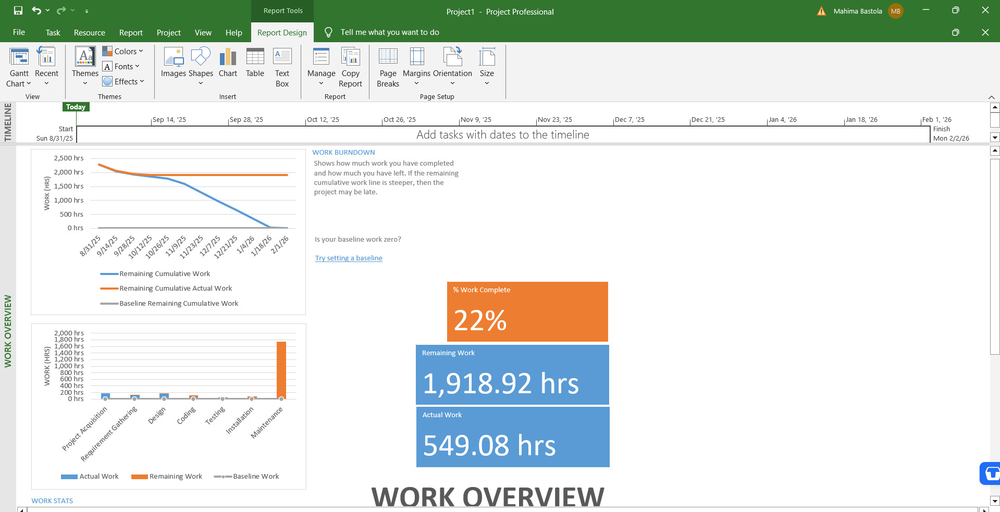 Report Tools
Project1 - Project Professional
Mahima Bastola
MB
File
Task
Resource
Report
Project
View
Help
Report Design
Tell me what you want to do
Gantt Chart
Recent
View
Themes
Colors
Fonts
Effects
Themes
Images
Shapes
Chart
Table
Text Box
Insert
Manage
Copy Report
Report
Page Breaks
Margins
Orientation
Size
Page Setup
TIMELINE
Today
Sep 14, '25
Sep 28, '25
Oct 12, '25
Oct 26, '25
Nov 9, '25
Nov 23, '25
Dec 7, '25
Dec 21, '25
Jan 4, '26
Jan 18, '26
Feb 1, '26
Start
Sun 8/31/25
Add tasks with dates to the timeline
Finish
Mon 2/2/26
WORK OVERVIEW
WORK (HRS)
2,500 hrs
2,000 hrs
1,500 hrs
1,000 hrs
500 hrs
0 hrs
8/31/25
9/14/25
9/28/25
10/12/25
10/26/25
11/9/25
11/23/25
12/7/25
12/21/25
1/4/26
1/18/26
2/1/26
Remaining Cumulative Work
Remaining Cumulative Actual Work
Baseline Remaining Cumulative Work
WORK BURNDOWN
Shows how much work you have completed
and how much you have left. If the remaining
cumulative work line is steeper, then the
project may be late.
Is your baseline work zero?
Try setting a baseline
% Work Complete
22%
Remaining Work
1,918.92 hrs
Actual Work
549.08 hrs
WORK (HRS)
2,000 hrs
1,800 hrs
1,600 hrs
1,400 hrs
1,200 hrs
1,000 hrs
800 hrs
600 hrs
400 hrs
200 hrs
0 hrs
Project Acquisition
Requirement Gathering
Design
Coding
Testing
Installation
Maintenance
Actual Work
Remaining Work
Baseline Work
WORK OVERVIEW
WORK STATS